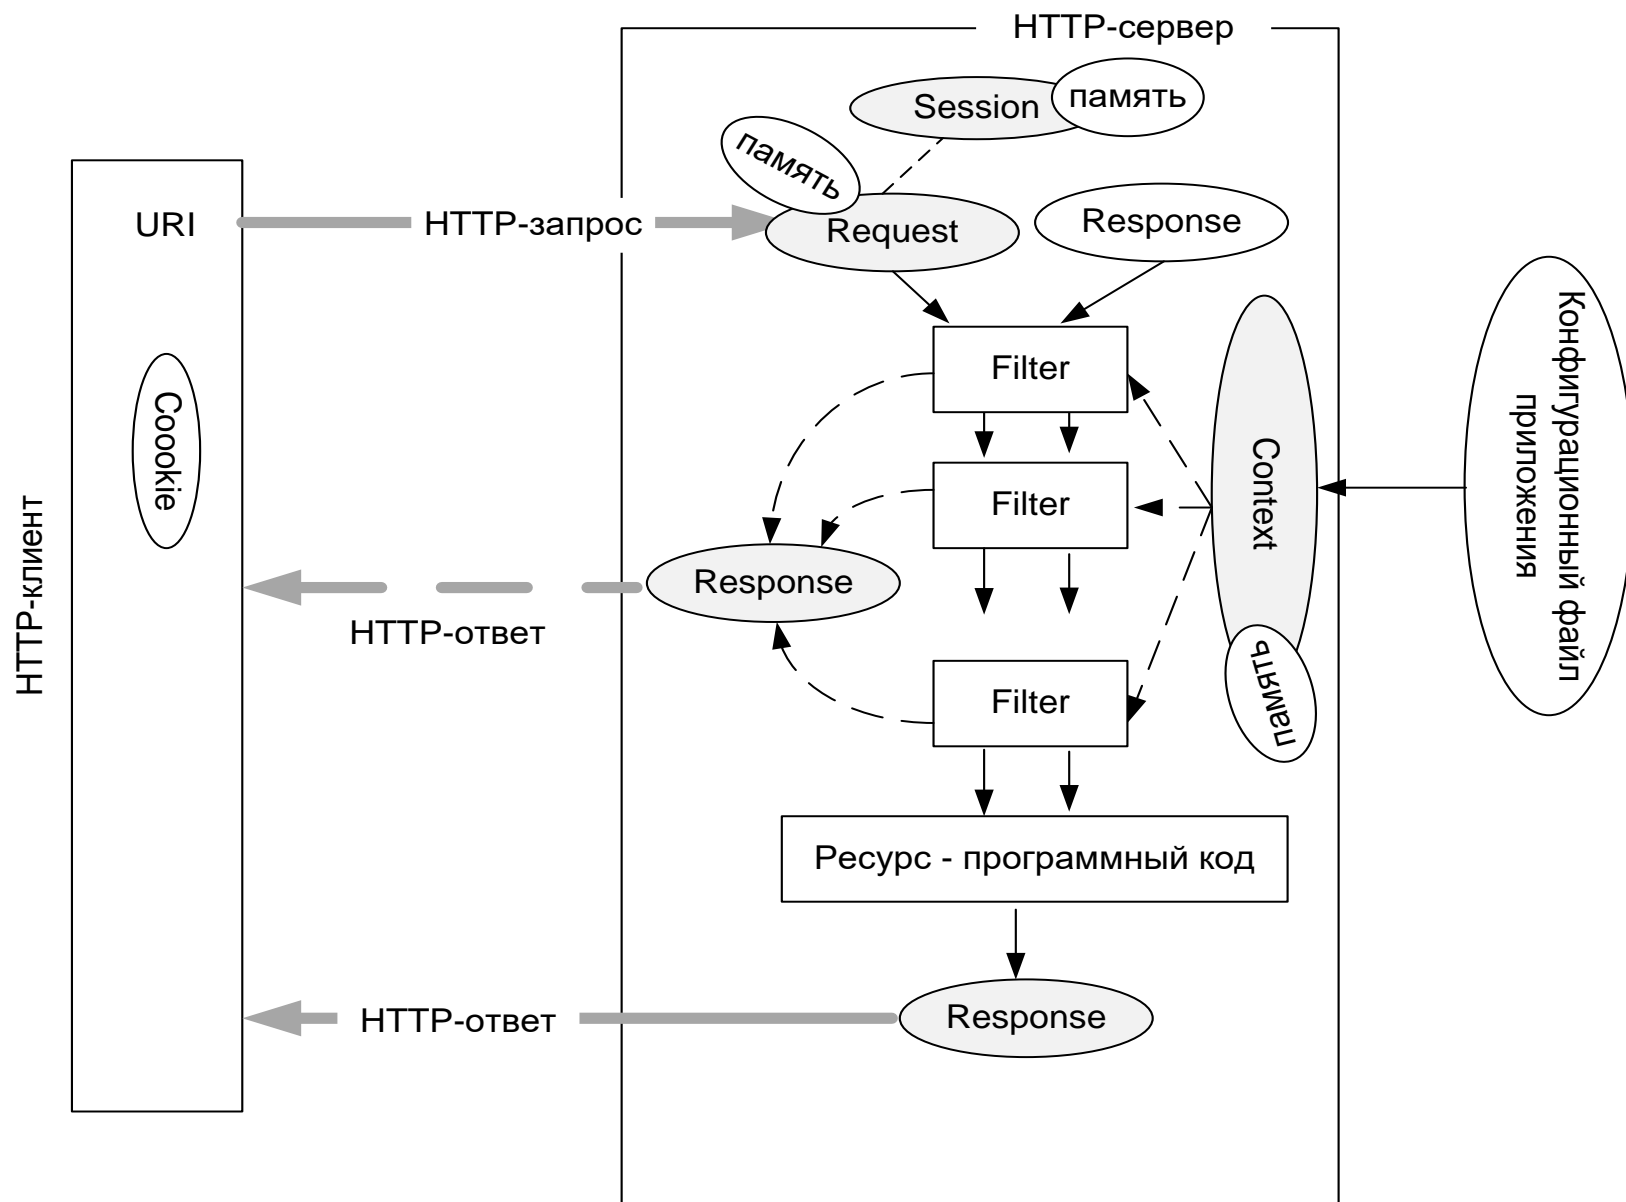 HTTP-сервер
Session
память
память
URI
HTTP-запрос
Request
Response
Filter
Coookie
Filter
Context
Конфигурационный файл
приложения
HTTP-клиент
Response
HTTP-ответ
память
Filter
Ресурс - программный код
HTTP-ответ
Response